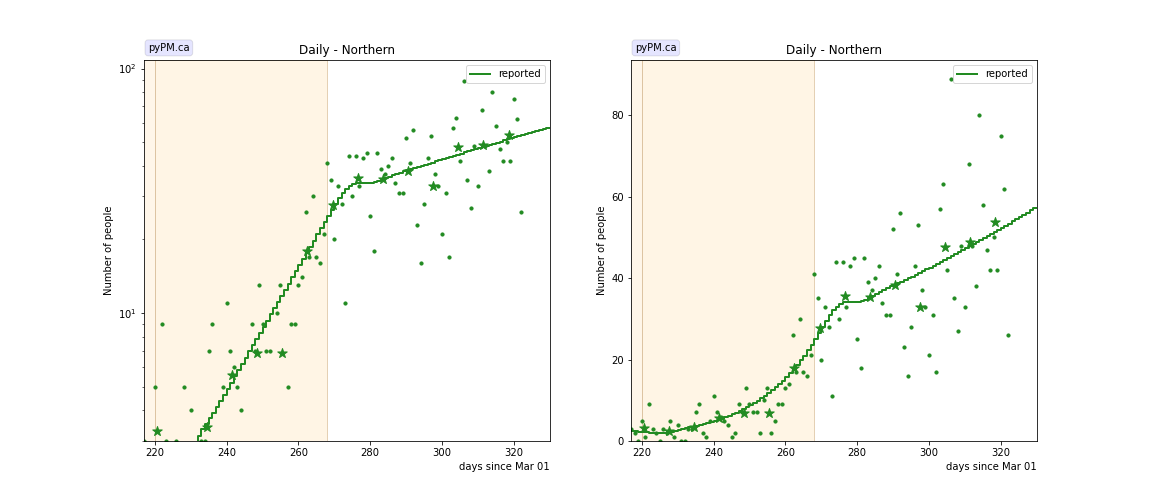 pyPM.ca
Daily - Northern
reported
10²
10¹
Number of people
220 240 260 280 300 320
days since Mar 01
pyPM.ca
Daily - Northern
reported
80
60
40
20
0
Number of people
220 240 260 280 300 320
days since Mar 01